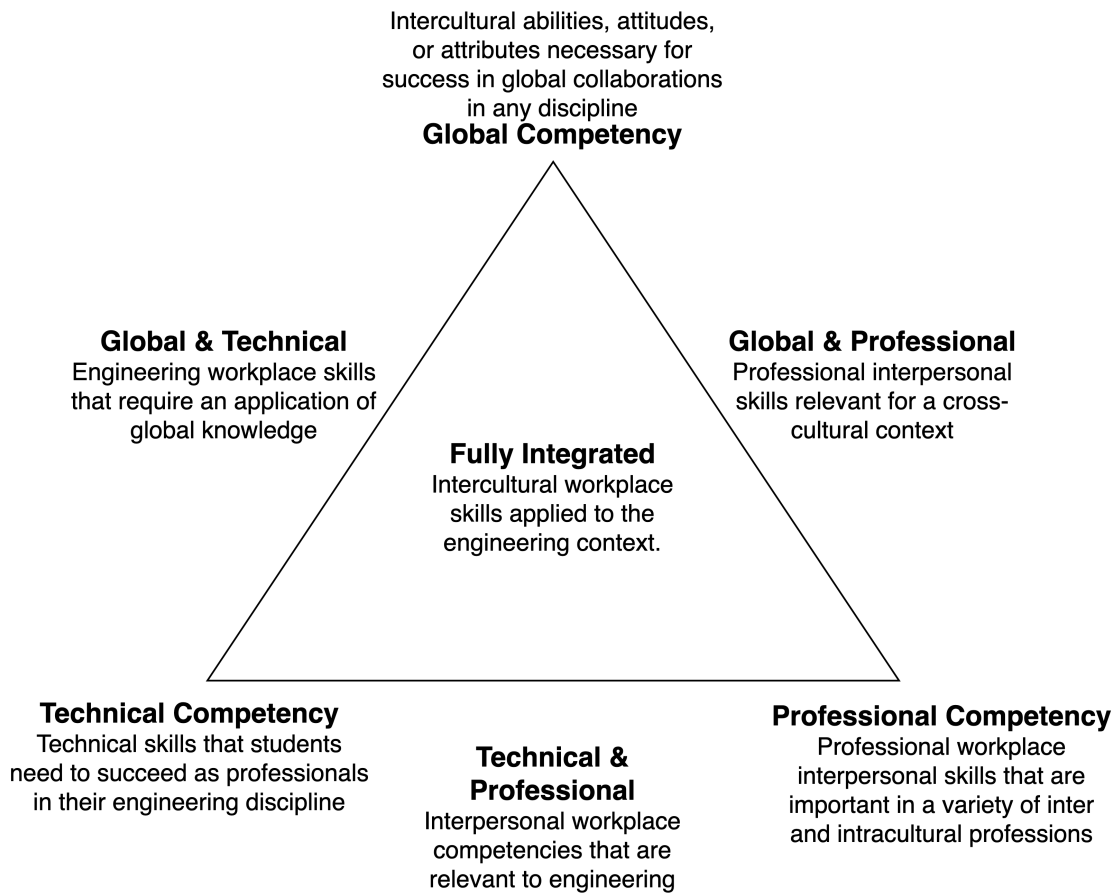 Intercultural abilities, attitudes,
or attributes necessary for
success in global collaborations
in any discipline
Global Competency
Global & Technical
Engineering workplace skills
that require an application of
global knowledge
Global & Professional
Professional interpersonal
skills relevant for a cross-
cultural context
Fully Integrated
Intercultural workplace
skills applied to the
engineering context.
Technical Competency
Technical skills that students
need to succeed as professionals
in their engineering discipline
Technical &
Professional
Interpersonal workplace
competencies that are
relevant to engineering
Professional Competency
Professional workplace
interpersonal skills that are
important in a variety of inter
and intracultural professions